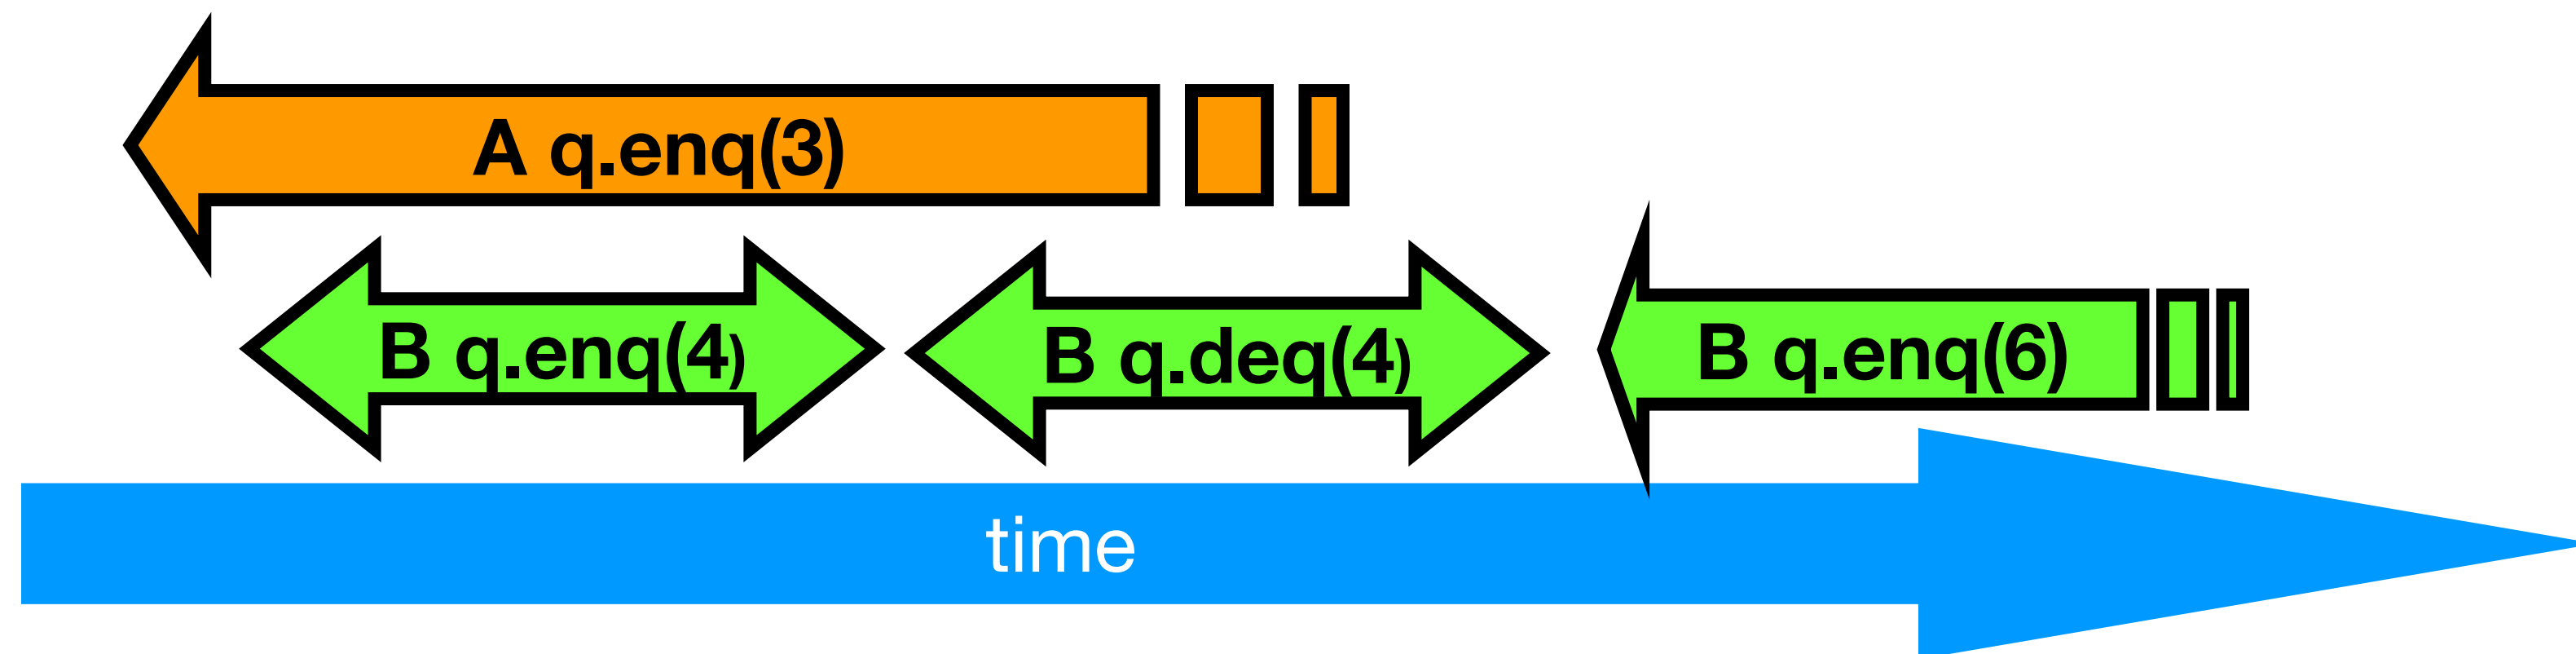 A q.enq(3)
B q.enq(4)
B q.deq(4)
B q.enq(6)
time